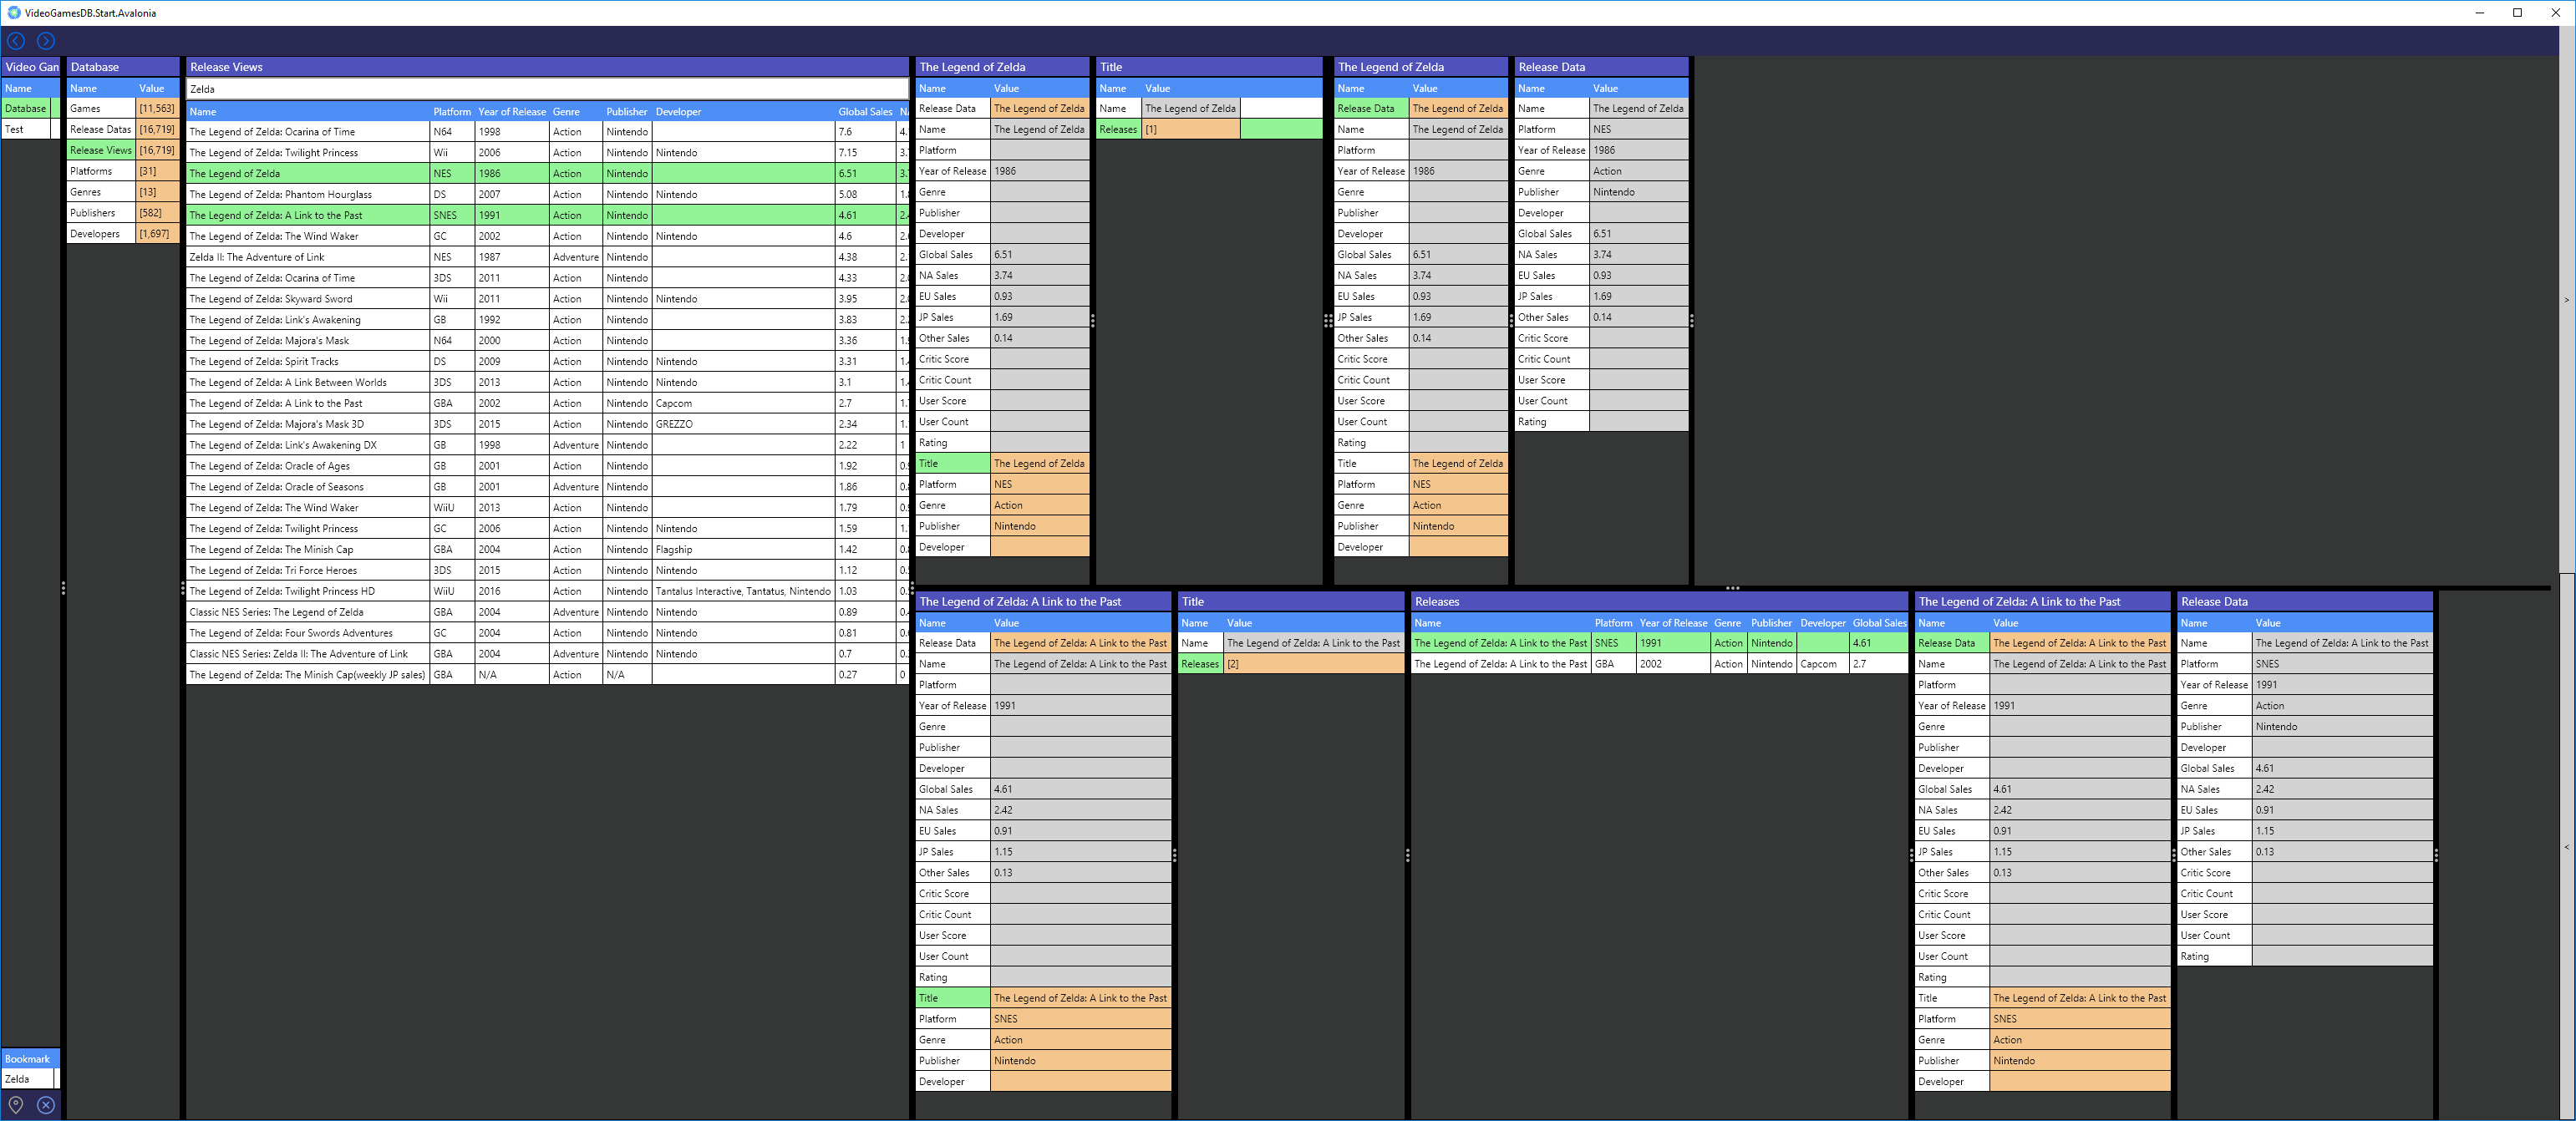 VideoGamesDB.Start.Avalonia
Video Gan
Name
Database
Test
Bookmark
Zelda
Database
Name Value
Games [11,563]
Release Datas [16,719]
Release Views [16,719]
Platforms [31]
Genres [13]
Publishers [582]
Developers [1,697]
Release Views
Zelda
Name Platform Year of Release Genre Publisher Developer Global Sales
The Legend of Zelda: Ocarina of Time N64 1998 Action Nintendo 7.6 4.
The Legend of Zelda: Twilight Princess Wii 2006 Action Nintendo Nintendo 7.15 3.
The Legend of Zelda NES 1986 Action Nintendo 6.51 3.
The Legend of Zelda: Phantom Hourglass DS 2007 Action Nintendo Nintendo 5.08 1.
The Legend of Zelda: A Link to the Past SNES 1991 Action Nintendo 4.61 2.
The Legend of Zelda: The Wind Waker GC 2002 Action Nintendo Nintendo 4.6 2.
Zelda II: The Adventure of Link NES 1987 Adventure Nintendo 4.38 2.
The Legend of Zelda: Ocarina of Time 3DS 2011 Action Nintendo 4.33 2.
The Legend of Zelda: Skyward Sword Wii 2011 Action Nintendo Nintendo 3.95 2.
The Legend of Zelda: Link's Awakening GB 1992 Action Nintendo 3.83 2.
The Legend of Zelda: Majora's Mask N64 2000 Action Nintendo 3.36 1.
The Legend of Zelda: Spirit Tracks DS 2009 Action Nintendo Nintendo 3.31 1.
The Legend of Zelda: A Link Between Worlds 3DS 2013 Action Nintendo Nintendo 3.1 1.
The Legend of Zelda: A Link to the Past GBA 2002 Action Nintendo Capcom 2.7 1.
The Legend of Zelda: Majora's Mask 3D 3DS 2015 Action Nintendo GREZZO 2.34 1.
The Legend of Zelda: Link's Awakening DX GB 1998 Adventure Nintendo 2.22 1
The Legend of Zelda: Oracle of Ages GB 2001 Action Nintendo 1.92 0.
The Legend of Zelda: Oracle of Seasons GB 2001 Adventure Nintendo 1.86 0.
The Legend of Zelda: The Wind Waker WiiU 2013 Action Nintendo Nintendo 1.79 0.
The Legend of Zelda: Twilight Princess GC 2006 Action Nintendo Nintendo 1.59 1.
The Legend of Zelda: The Minish Cap GBA 2004 Action Nintendo Flagship 1.42 0.
The Legend of Zelda: Tri Force Heroes 3DS 2015 Action Nintendo Nintendo 1.12 0.
The Legend of Zelda: Twilight Princess HD WiiU 2016 Action Nintendo Tantalus Interactive, Tantatus, Nintendo 1.03 0.
Classic NES Series: The Legend of Zelda GBA 2004 Adventure Nintendo Nintendo 0.89 0.
The Legend of Zelda: Four Swords Adventures GC 2004 Action Nintendo Nintendo 0.81 0.
Classic NES Series: Zelda II: The Adventure of Link GBA 2004 Adventure Nintendo Nintendo 0.7 0.
The Legend of Zelda: The Minish Cap(weekly JP sales) GBA N/A Action N/A 0.27 0
The Legend of Zelda
Name Value
Release Data The Legend of Zelda
Name The Legend of Zelda
Platform
Year of Release 1986
Genre
Publisher
Developer
Global Sales 6.51
NA Sales 3.74
EU Sales 0.93
JP Sales 1.69
Other Sales 0.14
Critic Score
Critic Count
User Score
User Count
Rating
Title The Legend of Zelda
Platform NES
Genre Action
Publisher Nintendo
Developer
Title
Name Value
Name The Legend of Zelda
Releases [1]
The Legend of Zelda
Name Value
Release Data The Legend of Zelda
Name The Legend of Zelda
Platform
Year of Release 1986
Genre
Publisher
Developer
Global Sales 6.51
NA Sales 3.74
EU Sales 0.93
JP Sales 1.69
Other Sales 0.14
Critic Score
Critic Count
User Score
User Count
Rating
Title The Legend of Zelda
Platform NES
Genre Action
Publisher Nintendo
Developer
Release Data
Name Value
Name The Legend of Zelda
Platform NES
Year of Release 1986
Genre Action
Publisher Nintendo
Developer
Global Sales 6.51
NA Sales 3.74
EU Sales 0.93
JP Sales 1.69
Other Sales 0.14
Critic Score
Critic Count
User Score
User Count
Rating
The Legend of Zelda: A Link to the Past
Name Value
Release Data The Legend of Zelda: A Link to the Past
Name The Legend of Zelda: A Link to the Past
Platform
Year of Release 1991
Genre
Publisher
Developer
Global Sales 4.61
NA Sales 2.42
EU Sales 0.91
JP Sales 1.15
Other Sales 0.13
Critic Score
Critic Count
User Score
User Count
Rating
Title The Legend of Zelda: A Link to the Past
Platform SNES
Genre Action
Publisher Nintendo
Developer
Title
Name Value
Name The Legend of Zelda: A Link to the Past
Releases [2]
Releases
Name Platform Year of Release Genre Publisher Developer Global Sales
The Legend of Zelda: A Link to the Past SNES 1991 Action Nintendo 4.61
The Legend of Zelda: A Link to the Past GBA 2002 Action Nintendo Capcom 2.7
The Legend of Zelda: A Link to the Past
Name Value
Release Data The Legend of Zelda: A Link to the Past
Name The Legend of Zelda: A Link to the Past
Platform
Year of Release 1991
Genre
Publisher
Developer
Global Sales 4.61
NA Sales 2.42
EU Sales 0.91
JP Sales 1.15
Other Sales 0.13
Critic Score
Critic Count
User Score
User Count
Rating
Title The Legend of Zelda: A Link to the Past
Platform SNES
Genre Action
Publisher Nintendo
Developer
Release Data
Name Value
Name The Legend of Zelda: A Link to the Past
Platform SNES
Year of Release 1991
Genre Action
Publisher Nintendo
Developer
Global Sales 4.61
NA Sales 2.42
EU Sales 0.91
JP Sales 1.15
Other Sales 0.13
Critic Score
Critic Count
User Score
User Count
Rating
>
<